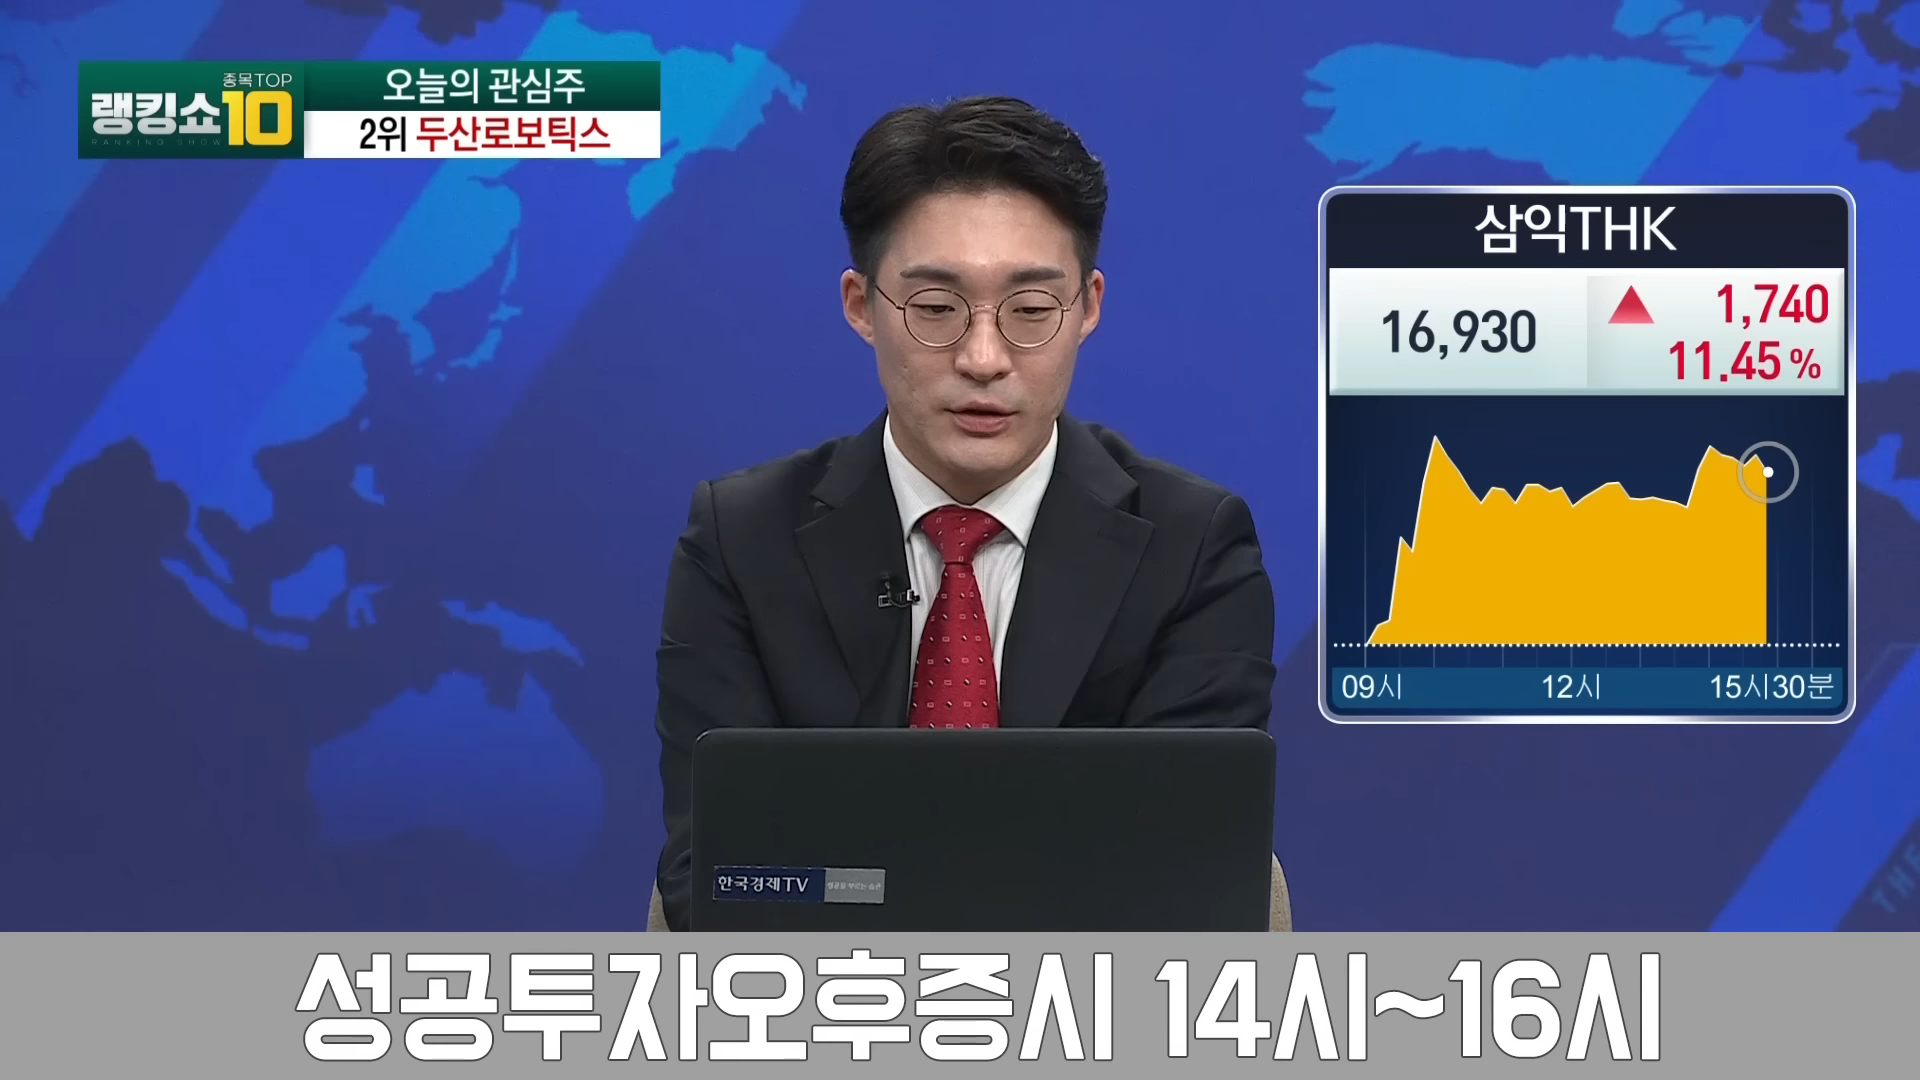 종목TOP
랭킹쇼10
RANKING SHOW
오늘의 관심주
2위 두산로보틱스
삼익THK
16,930
▲ 1,740
11.45 %
09시 12시 15시30분
한국경제TV
성공투자오후증시 14시~16시